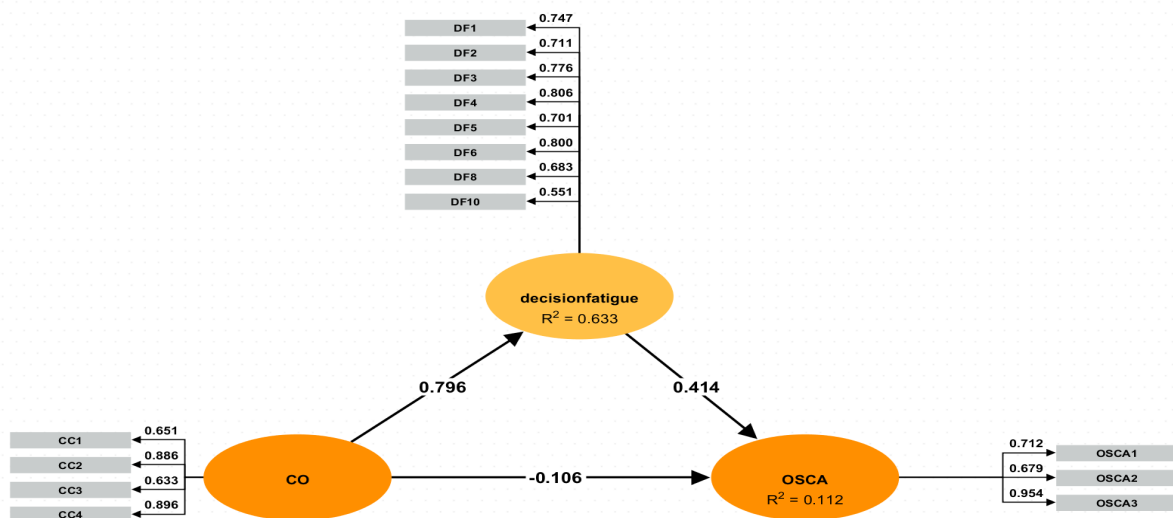 0.747
DF1
0.711
DF2
0.776
DF3
0.806
DF4
0.701
DF5
0.800
DF6
0.683
DF8
0.551
DF10
decisionfatigue
R² = 0.633
0.796
0.414
0.651
CC1
0.886
CC2
0.633
CC3
0.896
CC4
CO
-0.106
OSCA
R² = 0.112
0.712
OSCA1
0.679
OSCA2
0.954
OSCA3